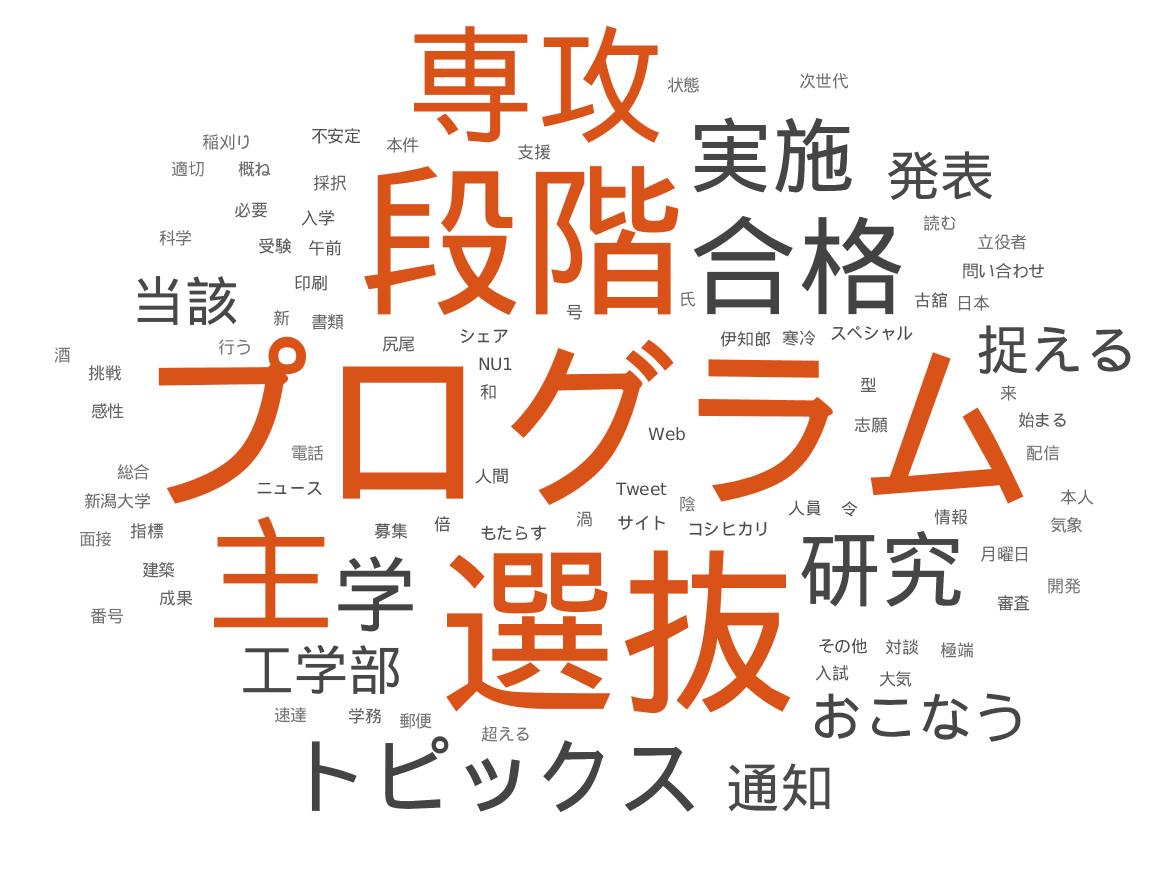 専攻
状態
次世代
稲刈り
不安定
本件
支援
実施
発表
適切
概ね
採択
段階
必要
入学
合格
読む
科学
受験
午前
立役者
問い合わせ
当該
印刷
号
氏
古舘
日本
新
書類
尻尾
シェア
伊知郎
寒冷
スペシャル
捉える
酒
行う
プログラム
挑戦
NU1
和
型
来
感性
Web
志願
始まる
電話
配信
総合
人間
新潟大学
ニュース
Tweet
陰
人員
令
情報
本人
気象
面接
指標
募集
倍
もたらす
渦
サイト
コシヒカリ
主
学
選抜
研究
月曜日
建築
成果
審査
開発
番号
工学部
その他
対談
極端
入試
大気
速達
学務
郵便
超える
おこなう
トピックス
通知